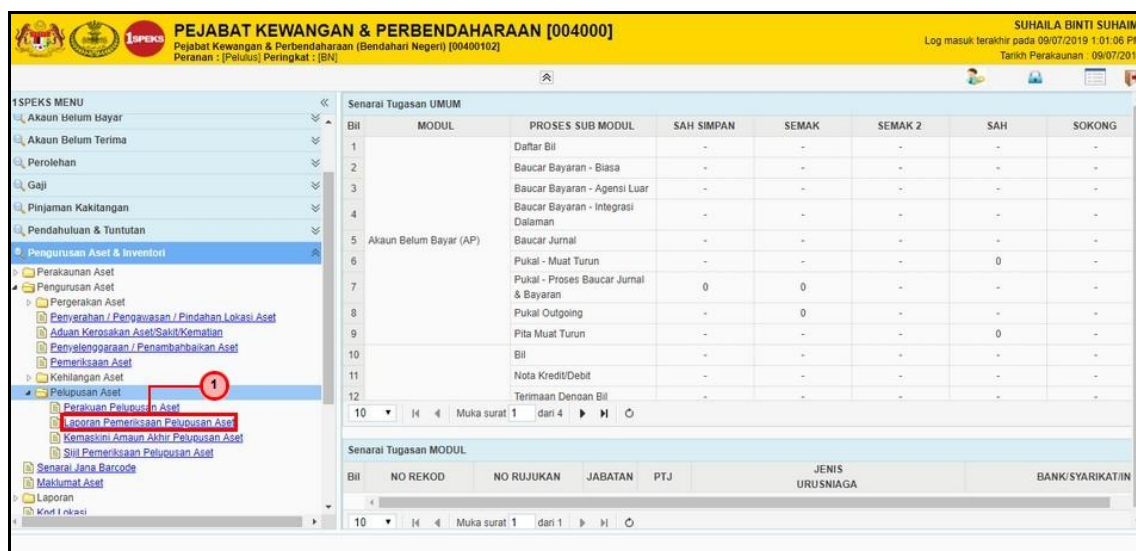 1SPEKS
PEJABAT KEWANGAN & PERBENDAHARAAN [004000]
Pejabat Kewangan & Perbendaharaan (Bendahari Negeri) [00400102]
Peranan : [Pelulus] Peringkat : [BN]
SUHAILA BINTI SUHAIM
Log masuk terakhir pada 09/07/2019 1:01:06 P
Tarikh Perakaunan : 09/07/201
1SPEKS MENU
Akaun Belum Bayar
Akaun Belum Terima
Perolehan
Gaji
Pinjaman Kakitangan
Pendahuluan & Tuntutan
Pengurusan Aset & Inventori
Perakaunan Aset
Pengurusan Aset
Pergerakan Aset
Penyerahan / Pengawasan / Pindahan Lokasi Aset
Aduan Kerosakan Aset/Sakit/Kematian
Penyelenggaraan / Penambahbaikan Aset
Pemeriksaan Aset
Kehilangan Aset
1
Pelupusan Aset
Perakuan Pelupusan Aset
Laporan Pemeriksaan Pelupusan Aset
Kemaskini Amaun Akhir Pelupusan Aset
Sijil Pemeriksaan Pelupusan Aset
Senarai Jana Barcode
Maklumat Aset
Laporan
Kod Lokasi
Senarai Tugasan UMUM
Bil MODUL PROSES SUB MODUL SAH SIMPAN SEMAK SEMAK 2 SAH SOKONG
1 Daftar Bil - - - - -
2 Baucar Bayaran - Biasa - - - - -
3 Baucar Bayaran - Agensi Luar - - - - -
4 Baucar Bayaran - Integrasi
Dalaman - - - - -
5 Akaun Belum Bayar (AP) Baucar Jurnal - - - - -
6 Pukal - Muat Turun - - - 0 -
7 Pukal - Proses Baucar Jurnal
& Bayaran 0 0 - - -
8 Pukal Outgoing - 0 - - -
9 Pita Muat Turun - - - 0 -
10 Bil - - - - -
11 Nota Kredit/Debit - - - - -
12 Terimaan Dengan Bil - - - - -
10 Muka surat 1 dari 4
Senarai Tugasan MODUL
Bil NO REKOD NO RUJUKAN JABATAN PTJ JENIS
URUSNIAGA BANK/SYARIKAT/IN
10 Muka surat 1 dari 1